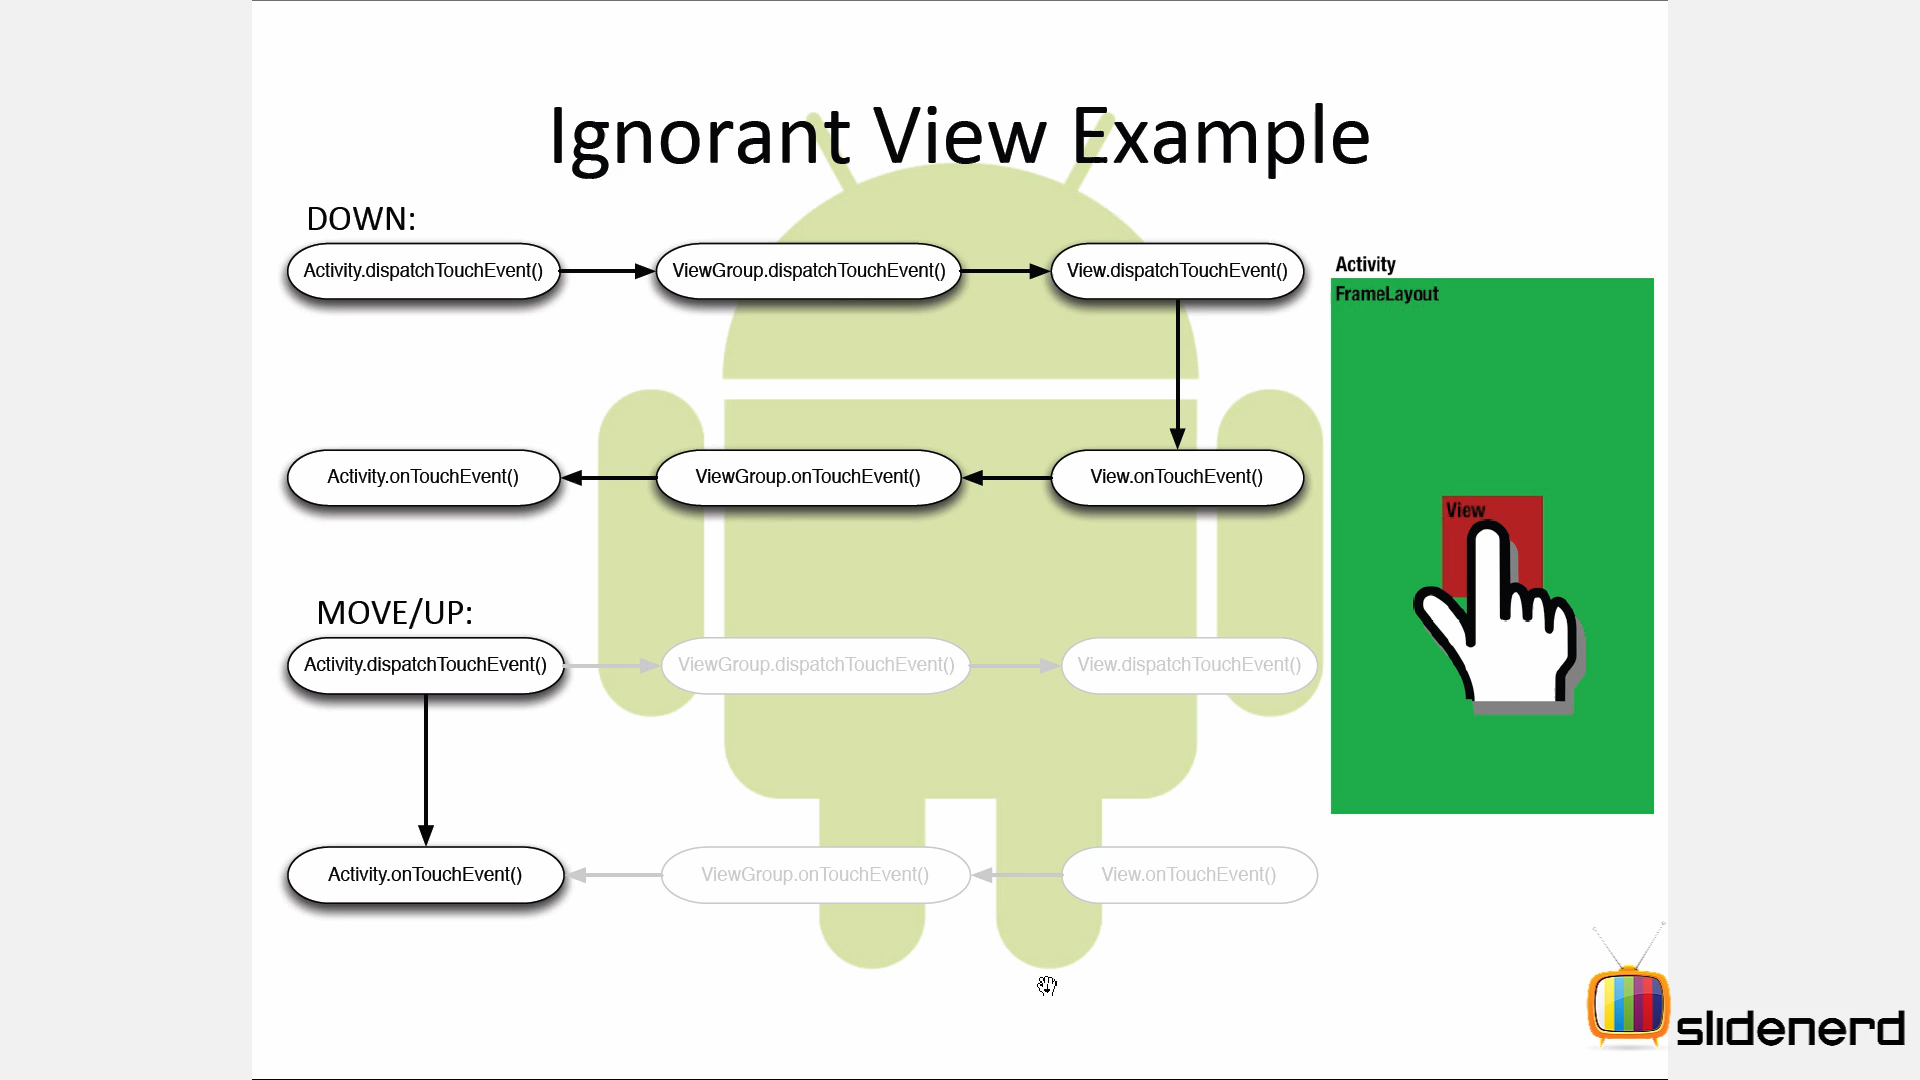 Ignorant View Example
DOWN:
Activity.dispatchTouchEvent()
ViewGroup.dispatchTouchEvent()
View.dispatchTouchEvent()
Activity
FrameLayout
Activity.onTouchEvent()
ViewGroup.onTouchEvent()
View.onTouchEvent()
View
MOVE/UP:
Activity.dispatchTouchEvent()
ViewGroup.dispatchTouchEvent()
View.dispatchTouchEvent()
Activity.onTouchEvent()
ViewGroup.onTouchEvent()
View.onTouchEvent()
slidenerd